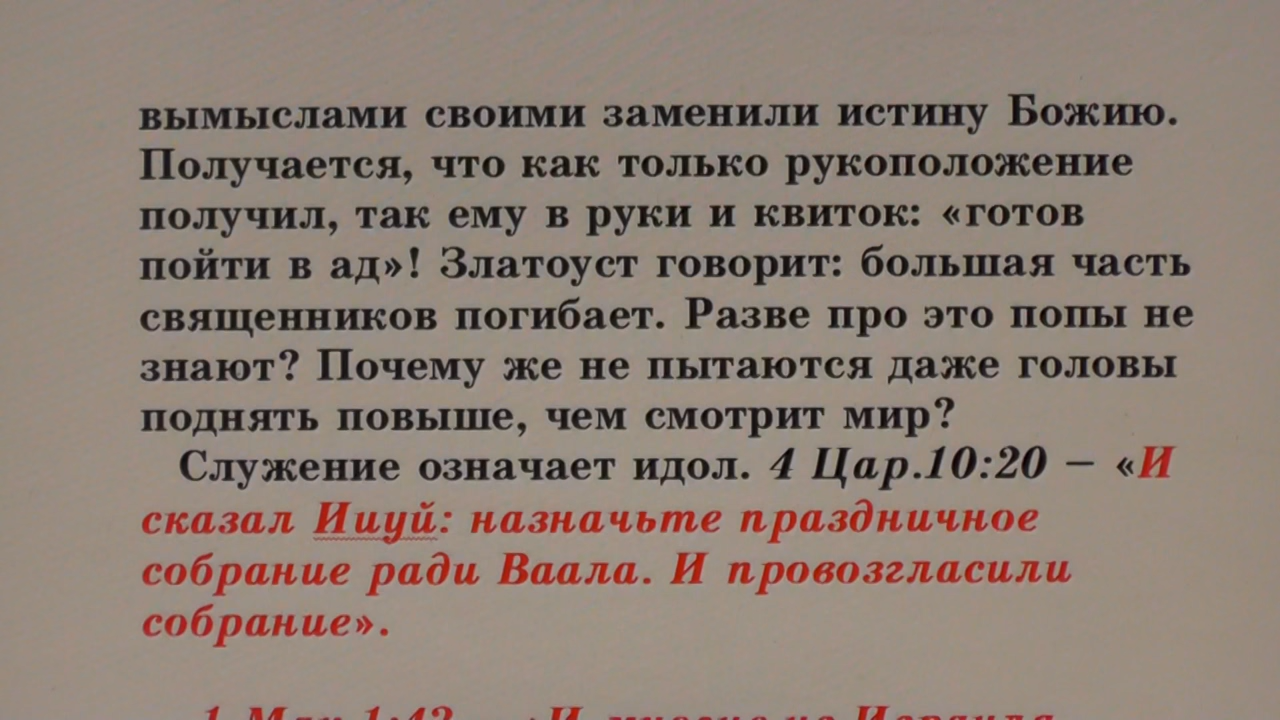 вымыслами своими заменили истину Божию.
Получается, что как только рукоположение
получил, так ему в руки и квиток: «готов
пойти в ад»! Златоуст говорит: большая часть
священников погибает. Разве про это попы не
знают? Почему же не пытаются даже головы
поднять повыше, чем смотрит мир?
Служение означает идол. 4 Цар.10:20 – «И
сказал Ииуй: назначьте праздничное
собрание ради Ваала. И провозгласили
собрание».